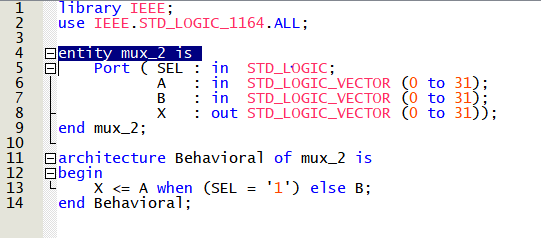 1 library IEEE;
2 use IEEE.STD_LOGIC_1164.ALL;
3
4 entity mux_2 is
5 Port ( SEL : in STD_LOGIC;
6 A : in STD_LOGIC_VECTOR (0 to 31);
7 B : in STD_LOGIC_VECTOR (0 to 31);
8 X : out STD_LOGIC_VECTOR (0 to 31));
9 end mux_2;
10
11 architecture Behavioral of mux_2 is
12 begin
13 X <= A when (SEL = '1') else B;
14 end Behavioral;